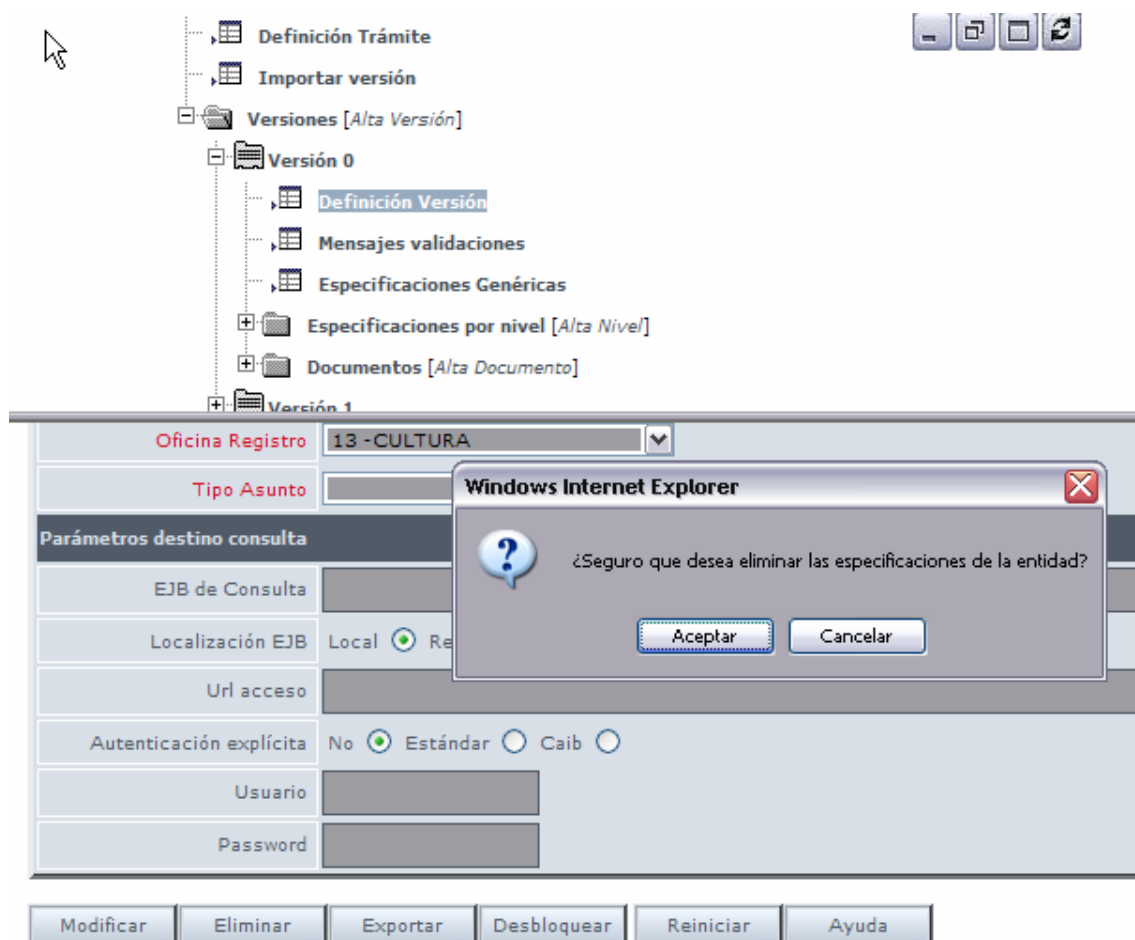 Definición Trámite
Importar versión
Versiones [Alta Versión]
Versión 0
Definición Versión
Mensajes validaciones
Especificaciones Genéricas
Especificaciones por nivel [Alta Nivel]
Documentos [Alta Documento]
Versión 1
Oficina Registro 13 -CULTURA
Tipo Asunto
Windows Internet Explorer
¿Seguro que desea eliminar las especificaciones de la entidad?
Aceptar Cancelar
Parámetros destino consulta
EJB de Consulta
Localización EJB Local Re
Url acceso
Autenticación explícita No Estándar Caib
Usuario
Password
Modificar Eliminar Exportar Desbloquear Reiniciar Ayuda